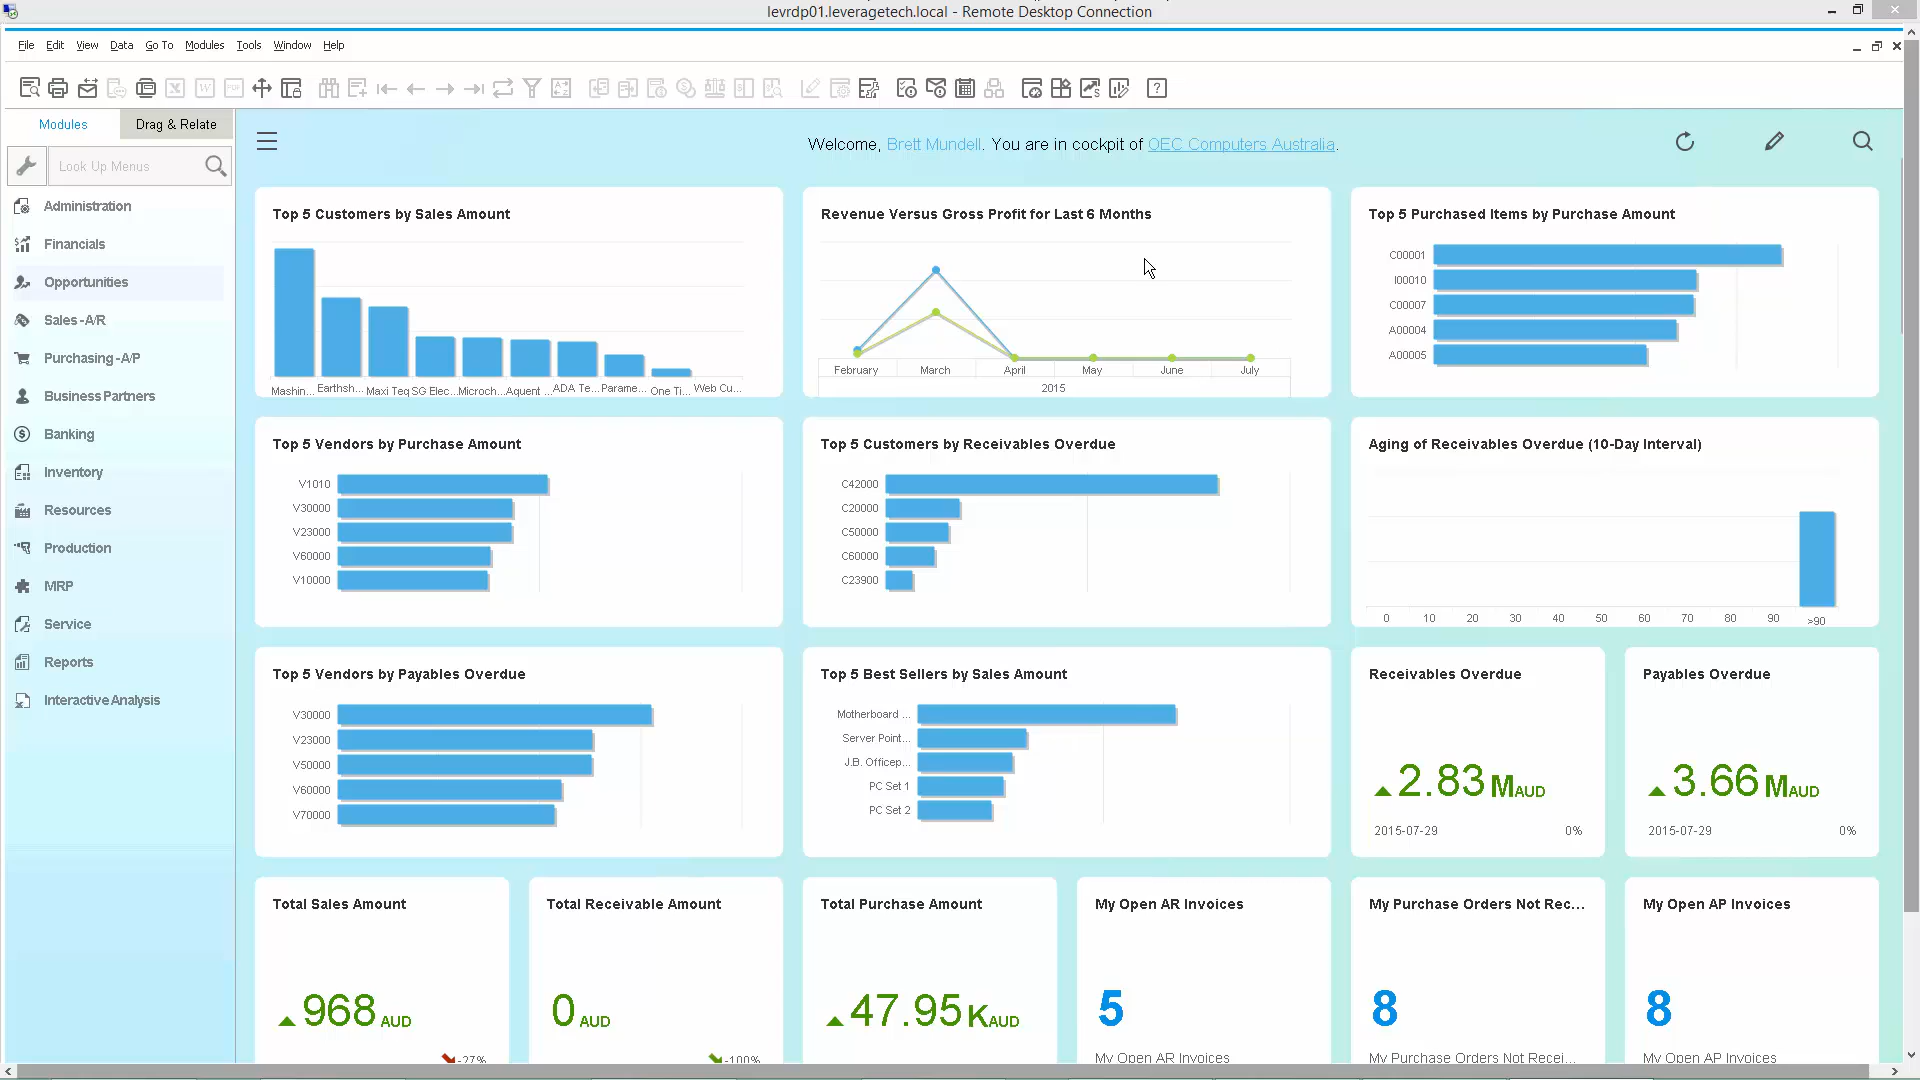 levrdp01.leveragetech.local - Remote Desktop Connection
File Edit View Data Go To Modules Tools Window Help
Modules Drag & Relate
Look Up Menus
Administration
Financials
Opportunities
Sales - A/R
Purchasing - A/P
Business Partners
Banking
Inventory
Resources
Production
MRP
Service
Reports
Interactive Analysis
Welcome, Brett Mundell. You are in cockpit of OEC Computers Australia.
Top 5 Customers by Sales Amount
Mashin... Earthsh... Maxi Teq SG Elec... Microch... Aquent ... ADA Te... Parame... One Ti... Web Cu...
Revenue Versus Gross Profit for Last 6 Months
February March April May June July
2015
Top 5 Purchased Items by Purchase Amount
C00001
I00010
C00007
A00004
A00005
Top 5 Vendors by Purchase Amount
V1010
V30000
V23000
V60000
V10000
Top 5 Customers by Receivables Overdue
C42000
C20000
C50000
C60000
C23900
Aging of Receivables Overdue (10-Day Interval)
0 10 20 30 40 50 60 70 80 90 >90
Top 5 Vendors by Payables Overdue
V30000
V23000
V50000
V60000
V70000
Top 5 Best Sellers by Sales Amount
Motherboard ...
Server Point...
J.B. Officep...
PC Set 1
PC Set 2
Receivables Overdue
2.83 M AUD
2015-07-29 0%
Payables Overdue
3.66 M AUD
2015-07-29 0%
Total Sales Amount
968 AUD
-27%
Total Receivable Amount
0 AUD
-100%
Total Purchase Amount
47.95 K AUD
My Open AR Invoices
5
My Open AR Invoices
My Purchase Orders Not Rec...
8
My Purchase Orders Not Recei...
My Open AP Invoices
8
My Open AP Invoices